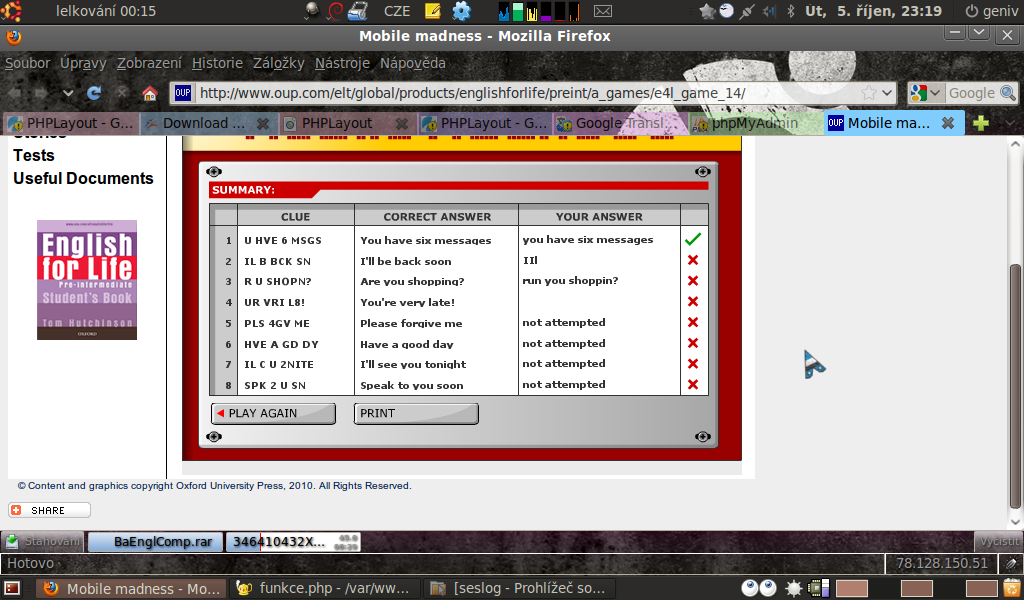 lelkování 00:15 CZE Út, 5. říjen, 23:19 geniv
Mobile madness - Mozilla Firefox
Soubor Úpravy Zobrazení Historie Záložky Nástroje Nápověda
OUP http://www.oup.com/elt/global/products/englishforlife/preint/a_games/e4l_game_14/ Google
PHPLayout - G... Download ... PHPLayout PHPLayout - G... Google Transl... phpMyAdmin OUP Mobile ma...
Tests
Useful Documents
English
for Life
Pre-intermediate
Student's Book
Tom Hutchinson
OXFORD
SUMMARY:
CLUE CORRECT ANSWER YOUR ANSWER
1 U HVE 6 MSGS You have six messages you have six messages
2 IL B BCK SN I'll be back soon IIl
3 R U SHOPN? Are you shopping? run you shoppin?
4 UR VRI L8! You're very late!
5 PLS 4GV ME Please forgive me not attempted
6 HVE A GD DY Have a good day not attempted
7 IL C U 2NITE I'll see you tonight not attempted
8 SPK 2 U SN Speak to you soon not attempted
PLAY AGAIN PRINT
© Content and graphics copyright Oxford University Press, 2010. All Rights Reserved.
SHARE
Stahování BaEnglComp.rar 346410432X... Vyčistit
Hotovo 78.128.150.51
Mobile madness - Mo... funkce.php - /var/ww... [seslog - Prohlížeč so...